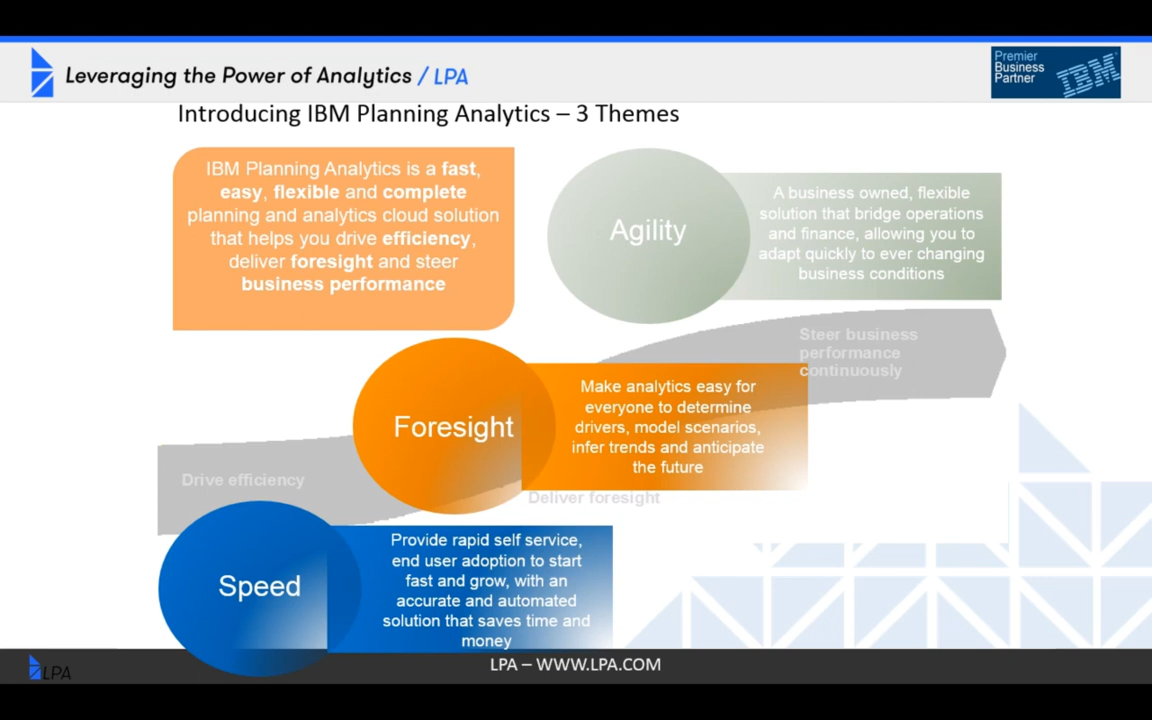 Leveraging the Power of Analytics / LPA
Premier
Business
Partner
IBM
Introducing IBM Planning Analytics – 3 Themes
IBM Planning Analytics is a fast,
easy, flexible and complete
planning and analytics cloud solution
that helps you drive efficiency,
deliver foresight and steer
business performance
Agility
A business owned, flexible
solution that bridge operations
and finance, allowing you to
adapt quickly to ever changing
business conditions
Steer business
performance
continuously
Foresight
Make analytics easy for
everyone to determine
drivers, model scenarios,
infer trends and anticipate
the future
Drive efficiency
Deliver foresight
Speed
Provide rapid self service,
end user adoption to start
fast and grow, with an
accurate and automated
solution that saves time and
money
LPA – WWW.LPA.COM
LPA